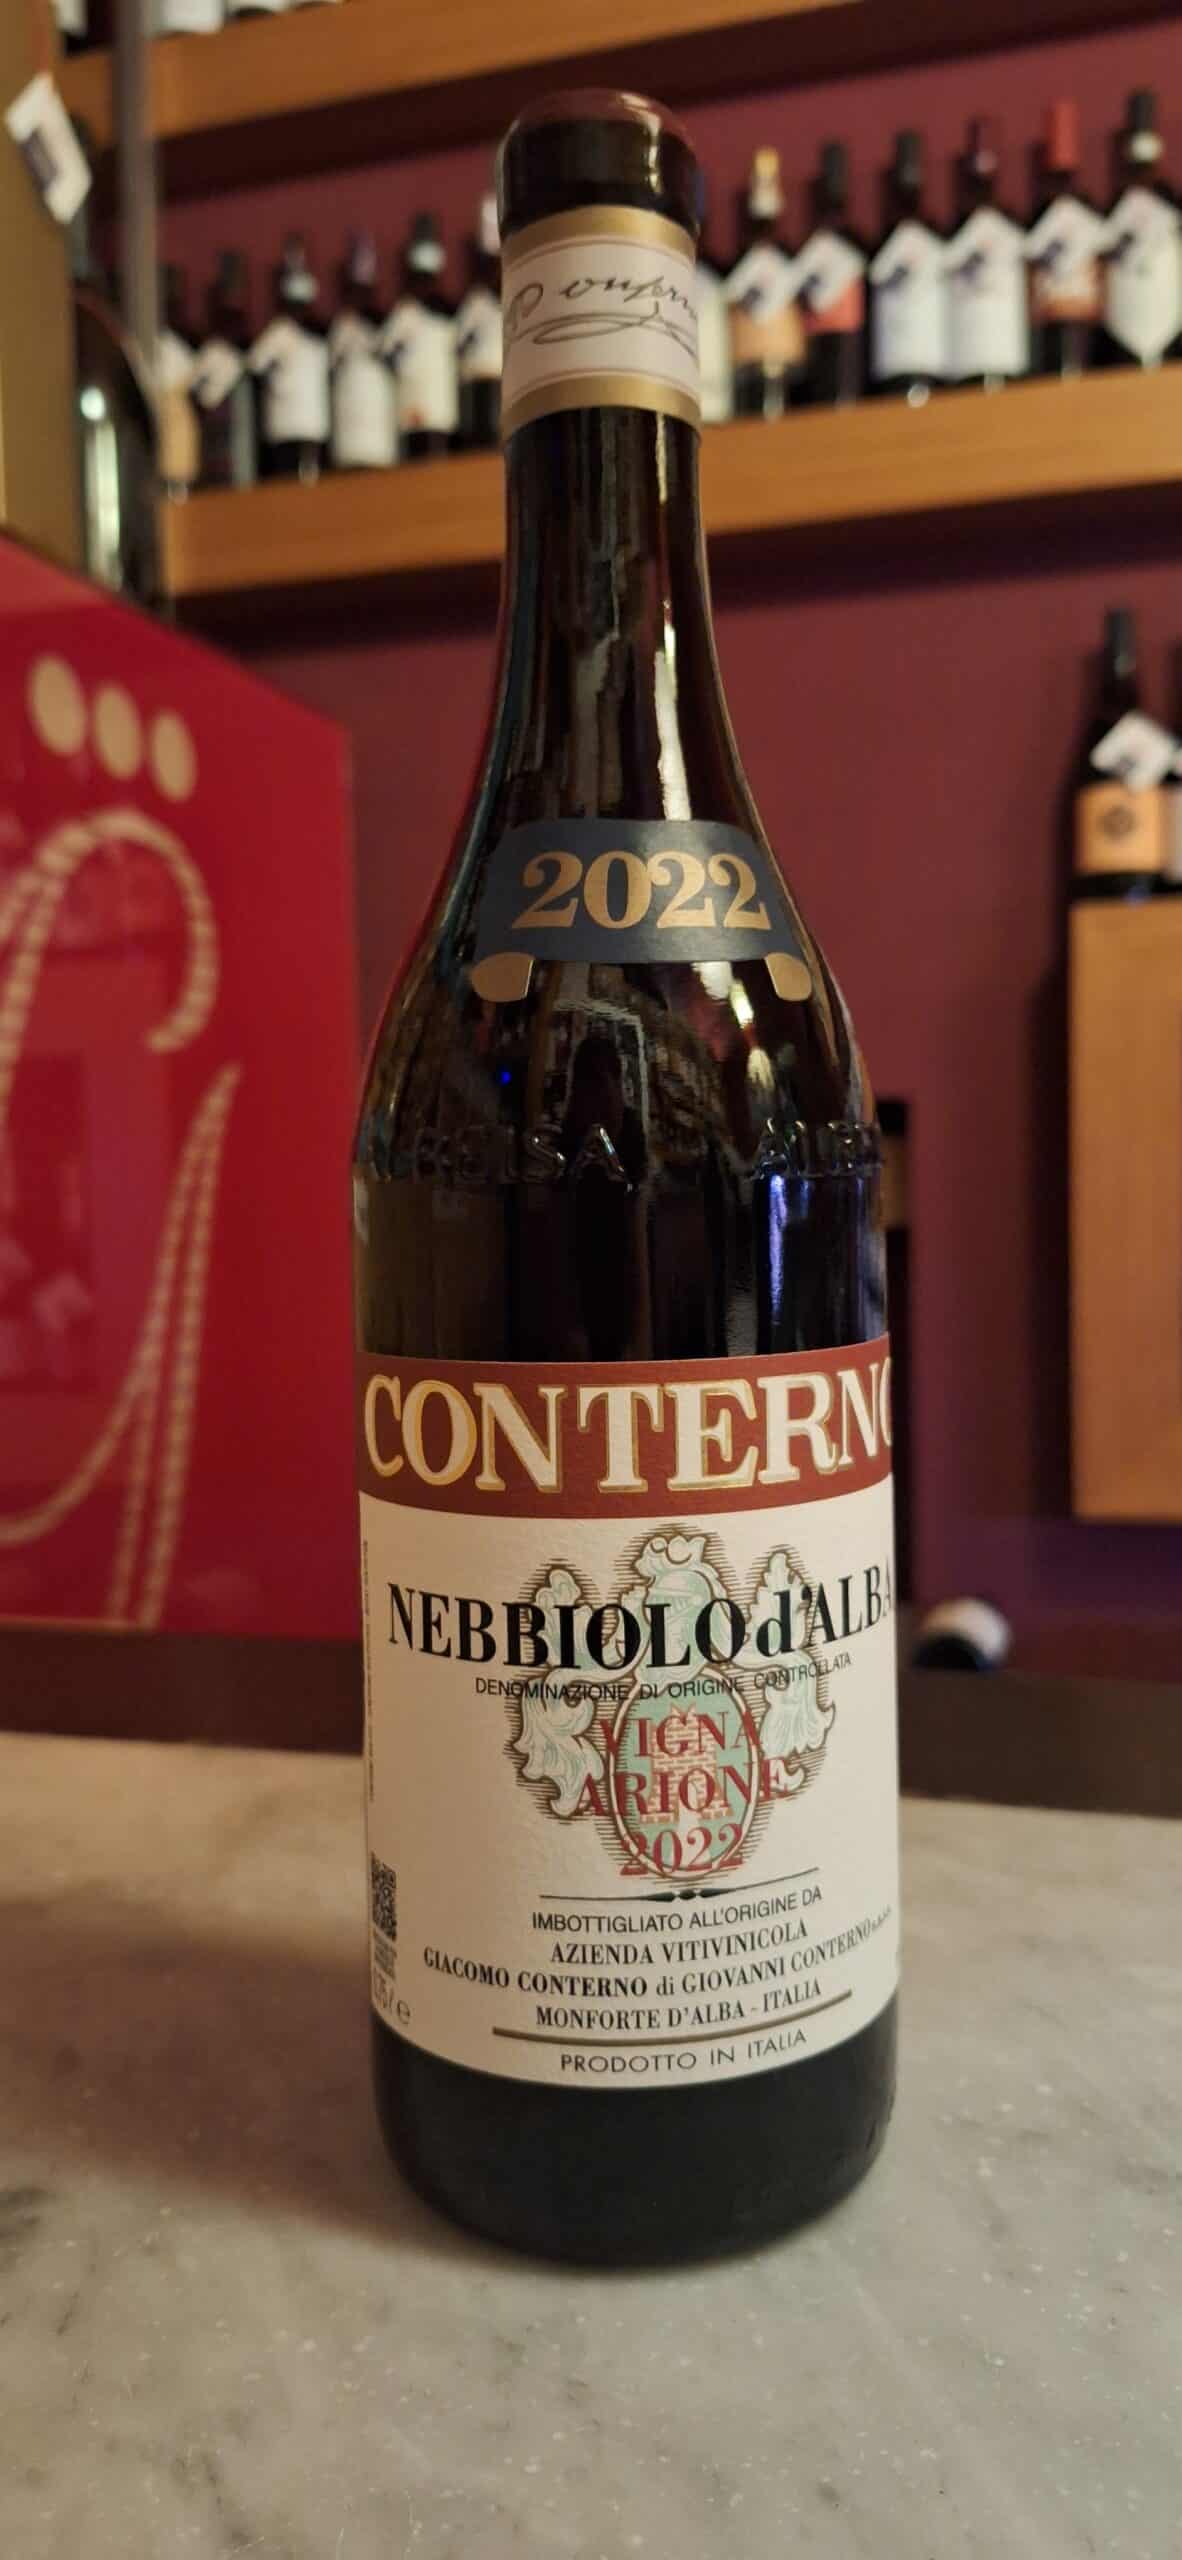 2022
CONTERNO
NEBBIOLO d'ALBA
DENOMINAZIONE DI ORIGINE CONTROLLATA
VIGNA
ARIONE
2022
IMBOTTIGLIATO ALL'ORIGINE DA
AZIENDA VITIVINICOLA
GIACOMO CONTERNO di GIOVANNI CONTERNO
MONFORTE D'ALBA - ITALIA
PRODOTTO IN ITALIA